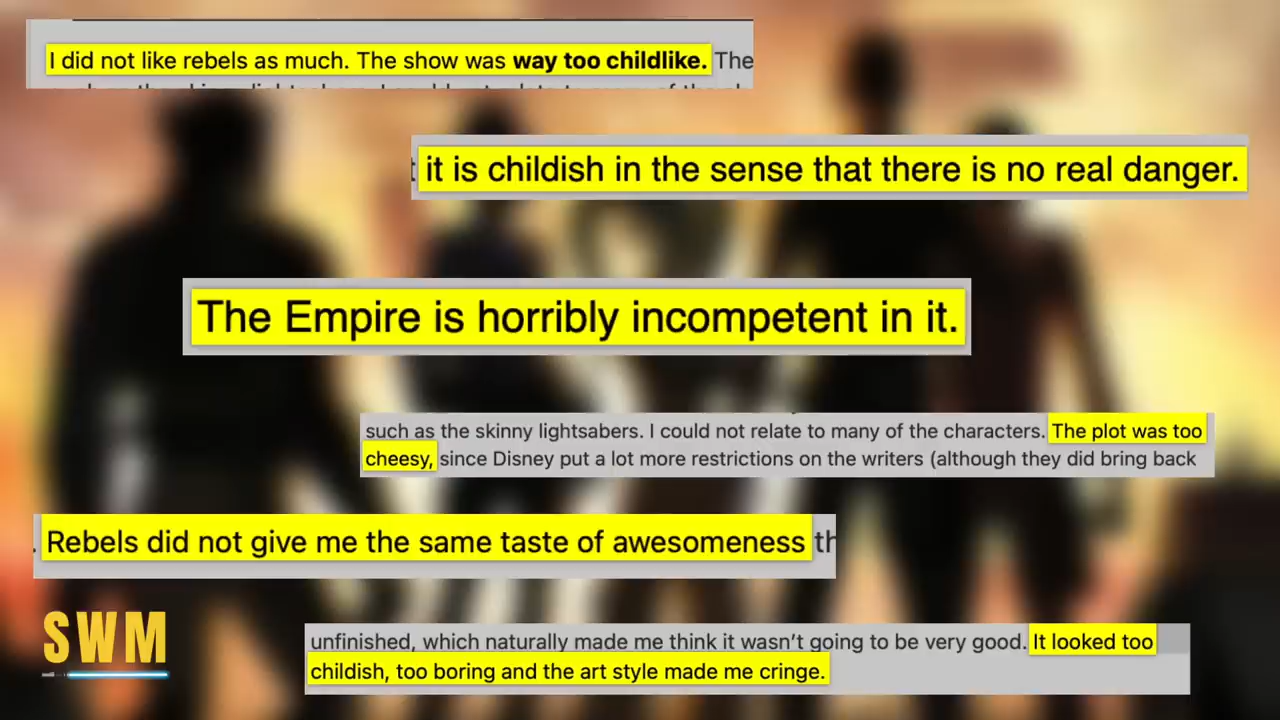 I did not like rebels as much. The show was way too childlike. The
it is childish in the sense that there is no real danger.
The Empire is horribly incompetent in it.
such as the skinny lightsabers. I could not relate to many of the characters. The plot was too
cheesy, since Disney put a lot more restrictions on the writers (although they did bring back
. Rebels did not give me the same taste of awesomeness th
SWM
unfinished, which naturally made me think it wasn't going to be very good. It looked too
childish, too boring and the art style made me cringe.